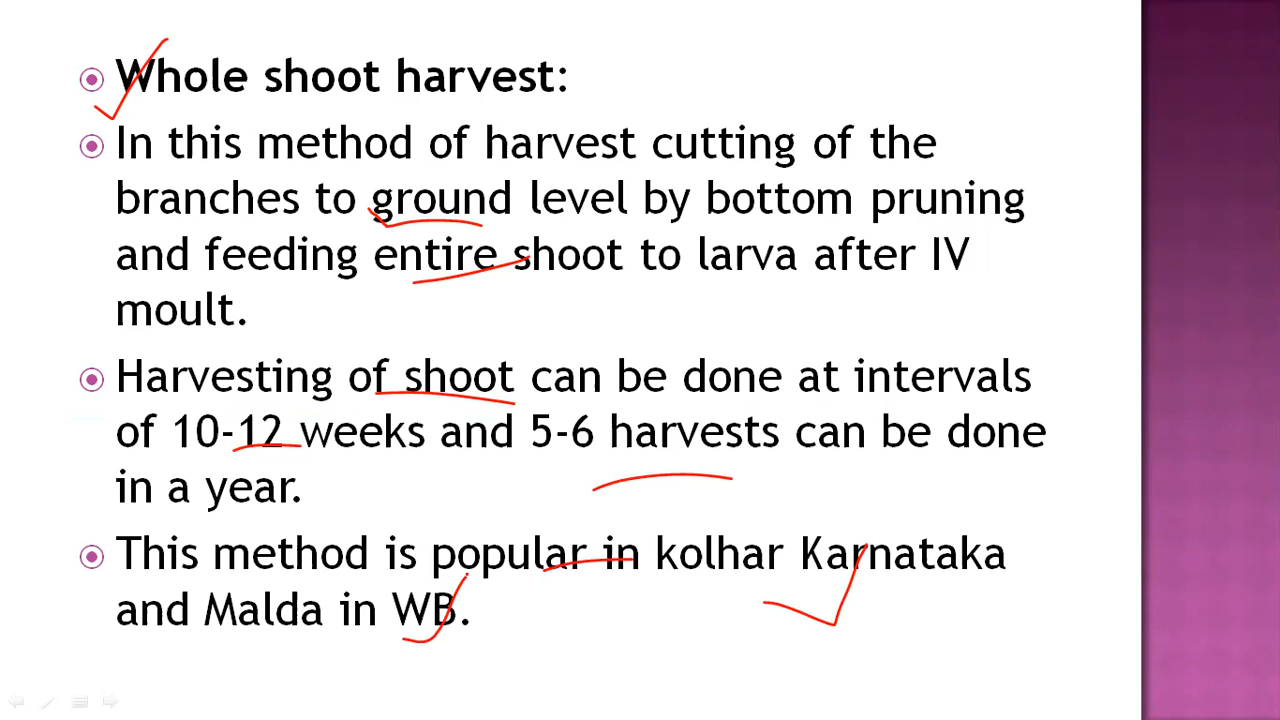 Whole shoot harvest:
In this method of harvest cutting of the
branches to ground level by bottom pruning
and feeding entire shoot to larva after IV
moult.
Harvesting of shoot can be done at intervals
of 10-12 weeks and 5-6 harvests can be done
in a year.
This method is popular in kolhar Karnataka
and Malda in WB.